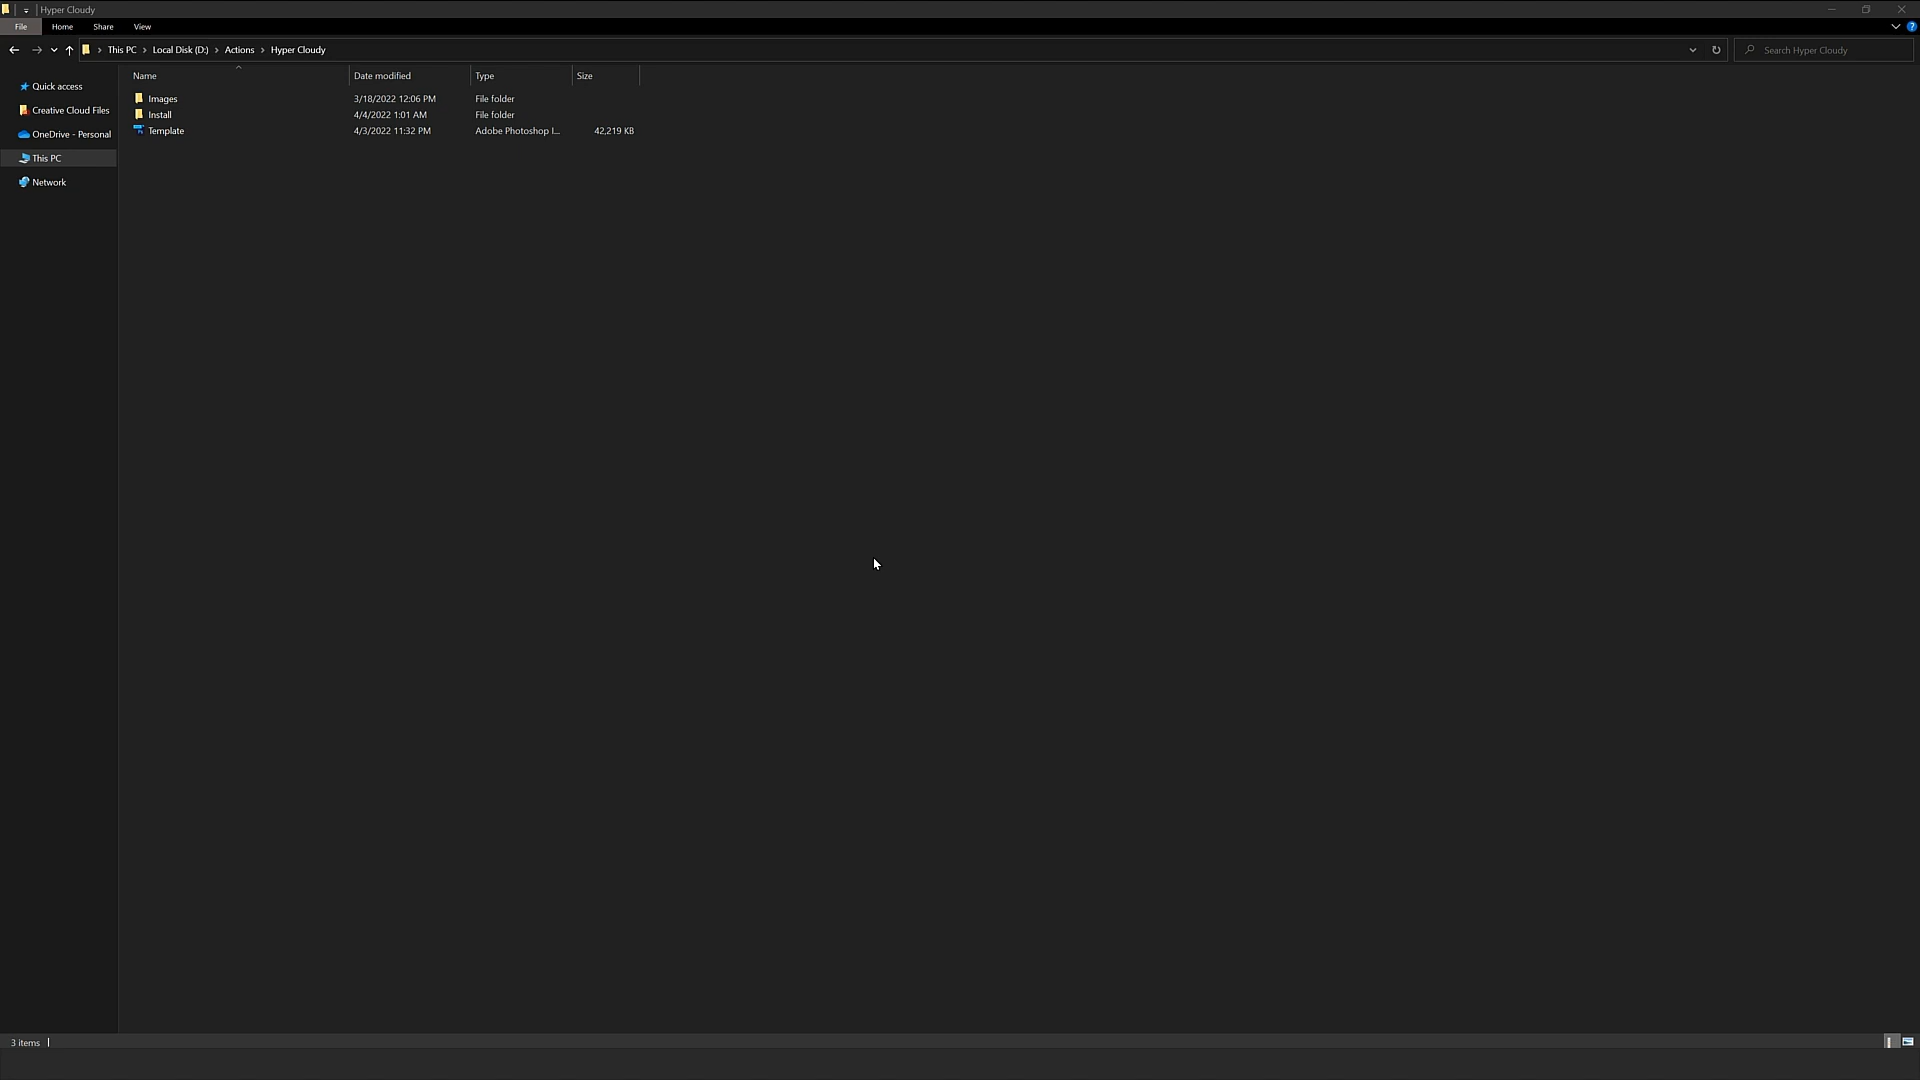 Hyper Cloudy
File Home Share View
This PC Local Disk (D:) Actions Hyper Cloudy Search Hyper Cloudy
Name Date modified Type Size
Quick access
Images 3/18/2022 12:06 PM File folder
Creative Cloud Files
Install 4/4/2022 1:01 AM File folder
OneDrive - Personal
Template 4/3/2022 11:32 PM Adobe Photoshop I... 42,219 KB
This PC
Network
3 items